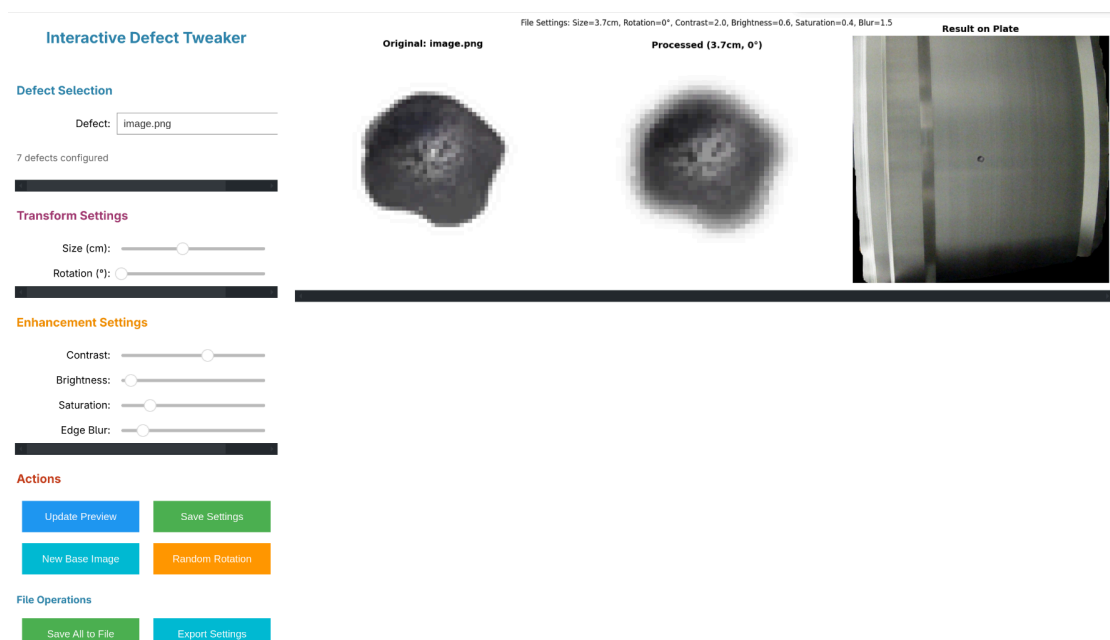 Interactive Defect Tweaker
Defect Selection
Defect: image.png
7 defects configured
Transform Settings
Size (cm):
Rotation (°):
Enhancement Settings
Contrast:
Brightness:
Saturation:
Edge Blur:
Actions
Update Preview Save Settings
New Base Image Random Rotation
File Operations
Save All to File Export Settings
File Settings: Size=3.7cm, Rotation=0°, Contrast=2.0, Brightness=0.6, Saturation=0.4, Blur=1.5
Original: image.png
Processed (3.7cm, 0°)
Result on Plate